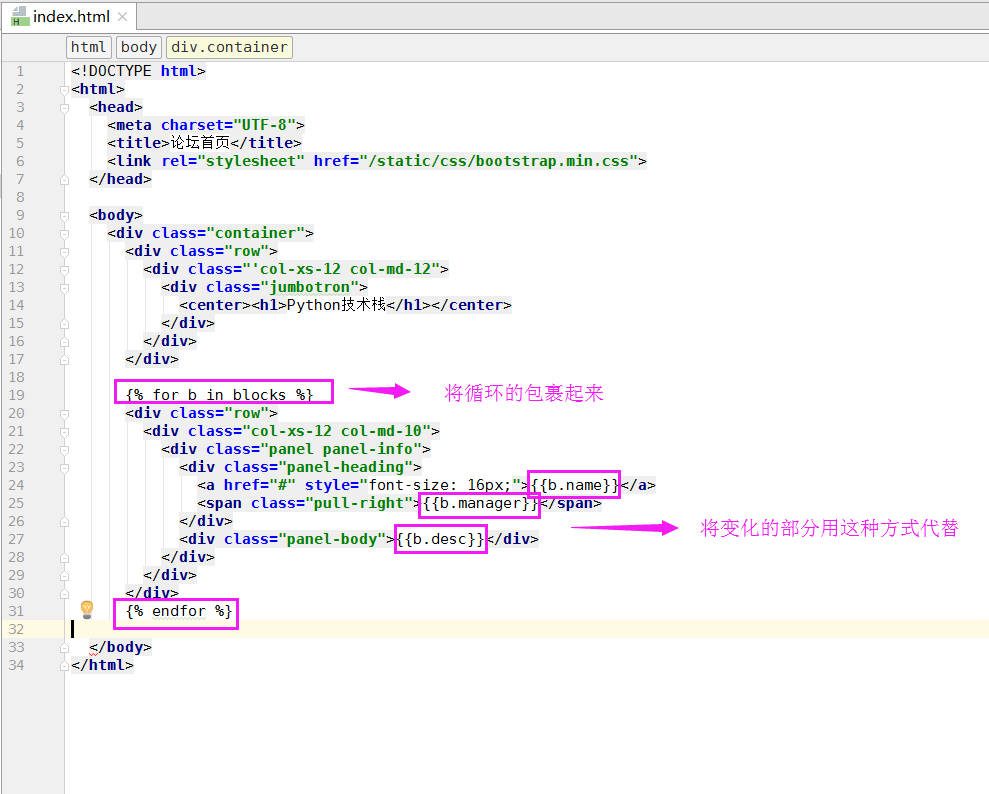 index.html
html body div.container
1 <!DOCTYPE html>
2 <html>
3 <head>
4 <meta charset="UTF-8">
5 <title>论坛首页</title>
6 <link rel="stylesheet" href="/static/css/bootstrap.min.css">
7 </head>
8
9 <body>
10 <div class="container">
11 <div class="row">
12 <div class="'col-xs-12 col-md-12">
13 <div class="jumbotron">
14 <center><h1>Python技术栈</h1></center>
15 </div>
16 </div>
17 </div>
18
19 {% for b in blocks %} 将循环的包裹起来
20 <div class="row">
21 <div class="col-xs-12 col-md-10">
22 <div class="panel panel-info">
23 <div class="panel-heading">
24 <a href="#" style="font-size: 16px;">{{b.name}}</a>
25 <span class="pull-right">{{b.manager}}</span>
26 </div>
将变化的部分用这种方式代替
27 <div class="panel-body">{{b.desc}}</div>
28 </div>
29 </div>
30 </div>
31 {% endfor %}
32
33 </body>
34 </html>